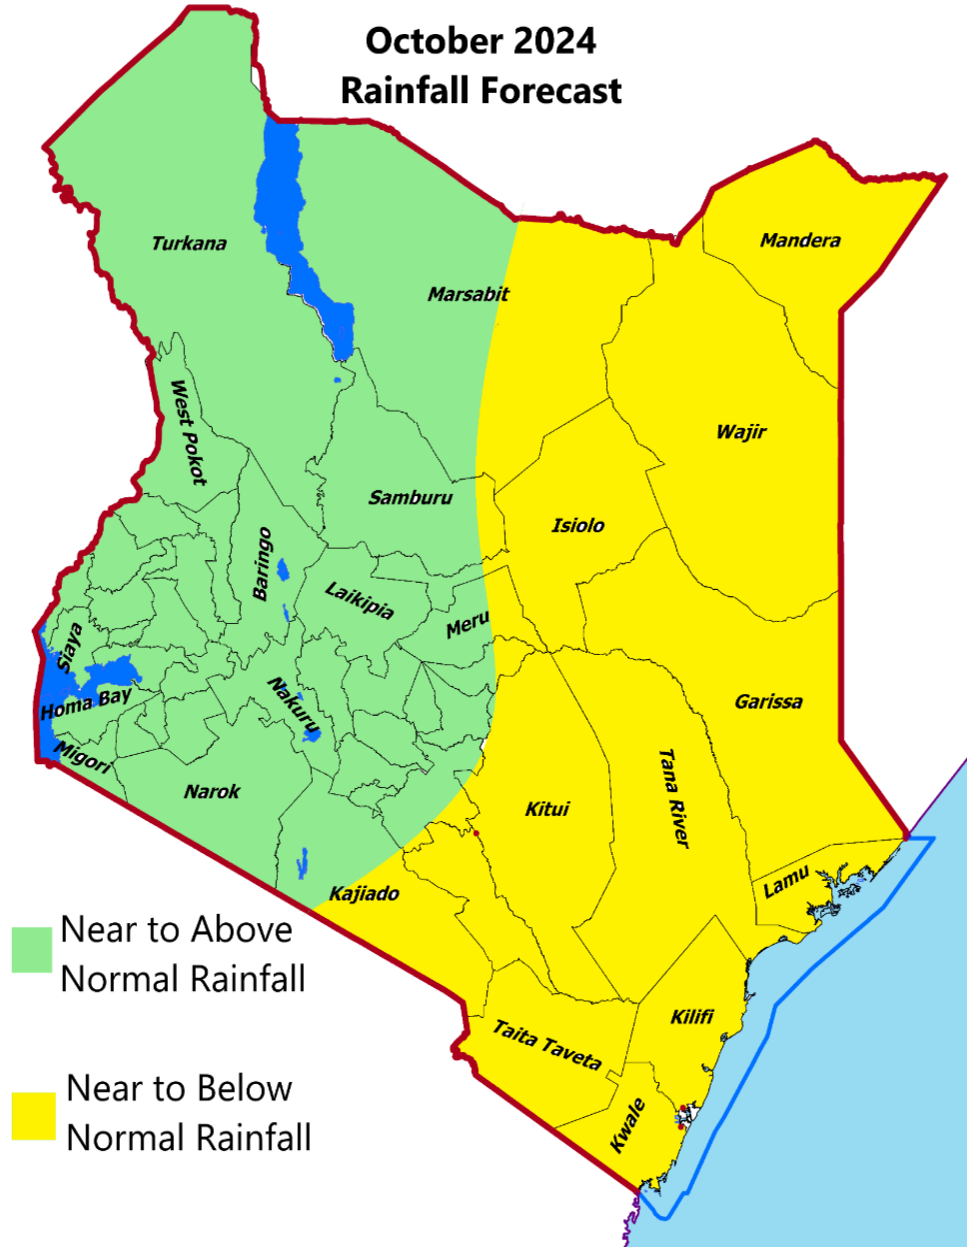 October 2024
Rainfall Forecast
Mandera
Turkana
Marsabit
West Pokot
Wajir
Samburu
Isiolo
Baringo
Laikipia
Meru
Siaya
Homa Bay
Nakuru
Garissa
Migori
Narok
Kitui
Tana River
Lamu
Kajiado
Near to Above
Normal Rainfall
Kilifi
Taita Taveta
Near to Below
Normal Rainfall
Kwale